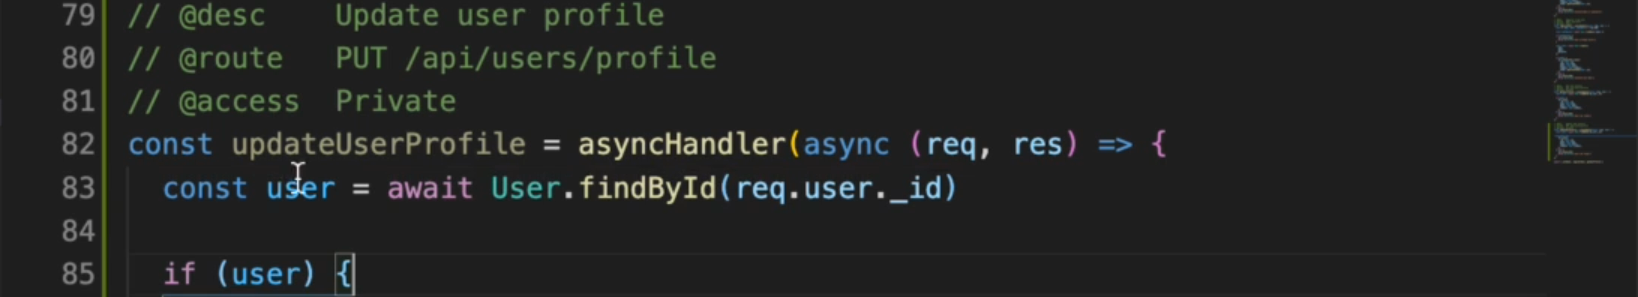 79 // @desc    Update user profile
80 // @route   PUT /api/users/profile
81 // @access  Private
82 const updateUserProfile = asyncHandler(async (req, res) => {
83   const user = await User.findById(req.user._id)
84
85   if (user) {